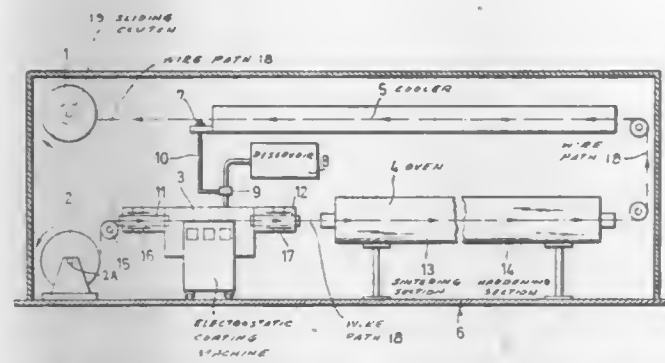 19 SLIDING
CLUTCH
1
WIRE PATH 18
7
5 COOLER
10
RESERVOIR
8
WIRE
PATH 18
2
3
9
4 OVEN
11
12
15
16
17
2A
13
14
SINTERING
SECTION
HARDENING
SECTION
ELECTROSTATIC
COATING
MACHINE
WIRE
PATH 18
6